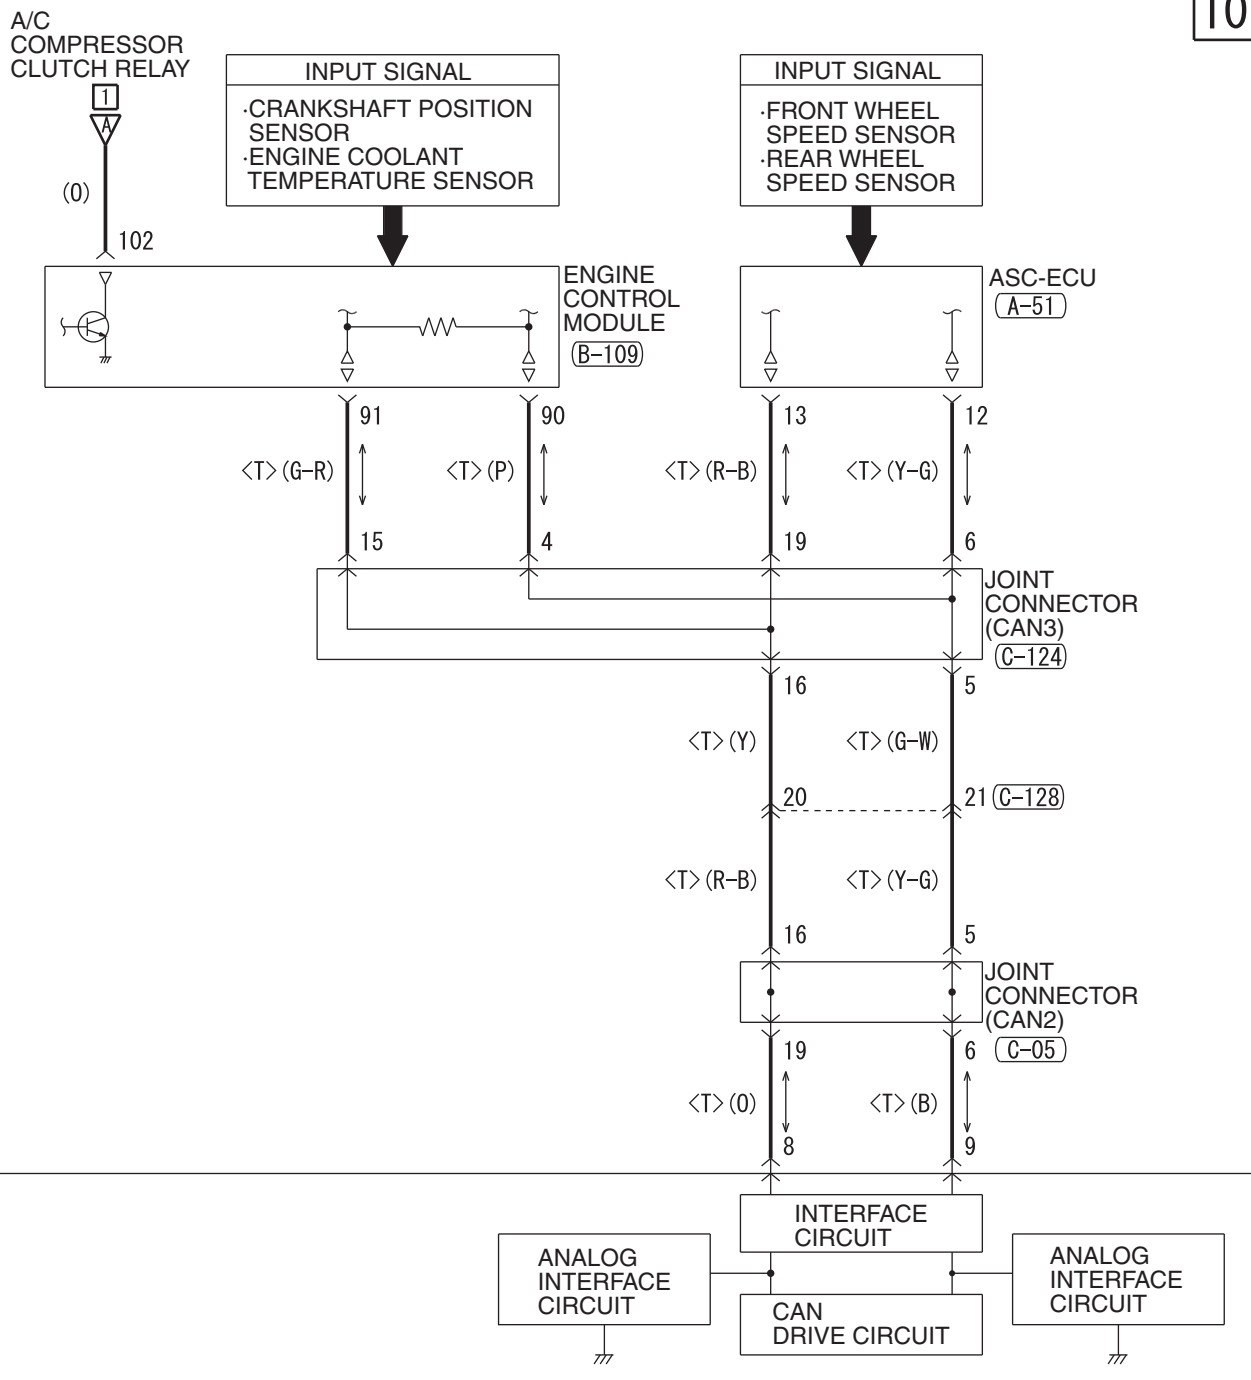 10
A/C
COMPRESSOR
CLUTCH RELAY
1
A
(O)
102
INPUT SIGNAL
·CRANKSHAFT POSITION
SENSOR
·ENGINE COOLANT
TEMPERATURE SENSOR
INPUT SIGNAL
·FRONT WHEEL
SPEED SENSOR
·REAR WHEEL
SPEED SENSOR
ENGINE
CONTROL
MODULE
B-109
ASC-ECU
A-51
91
90
13
12
<T>(G-R)
<T>(P)
<T>(R-B)
<T>(Y-G)
15
4
19
6
JOINT
CONNECTOR
(CAN3)
C-124
16
5
<T>(Y)
<T>(G-W)
20
21
C-128
<T>(R-B)
<T>(Y-G)
16
5
JOINT
CONNECTOR
(CAN2)
C-05
19
6
<T>(O)
<T>(B)
8
9
INTERFACE
CIRCUIT
ANALOG
INTERFACE
CIRCUIT
CAN
DRIVE CIRCUIT
ANALOG
INTERFACE
CIRCUIT